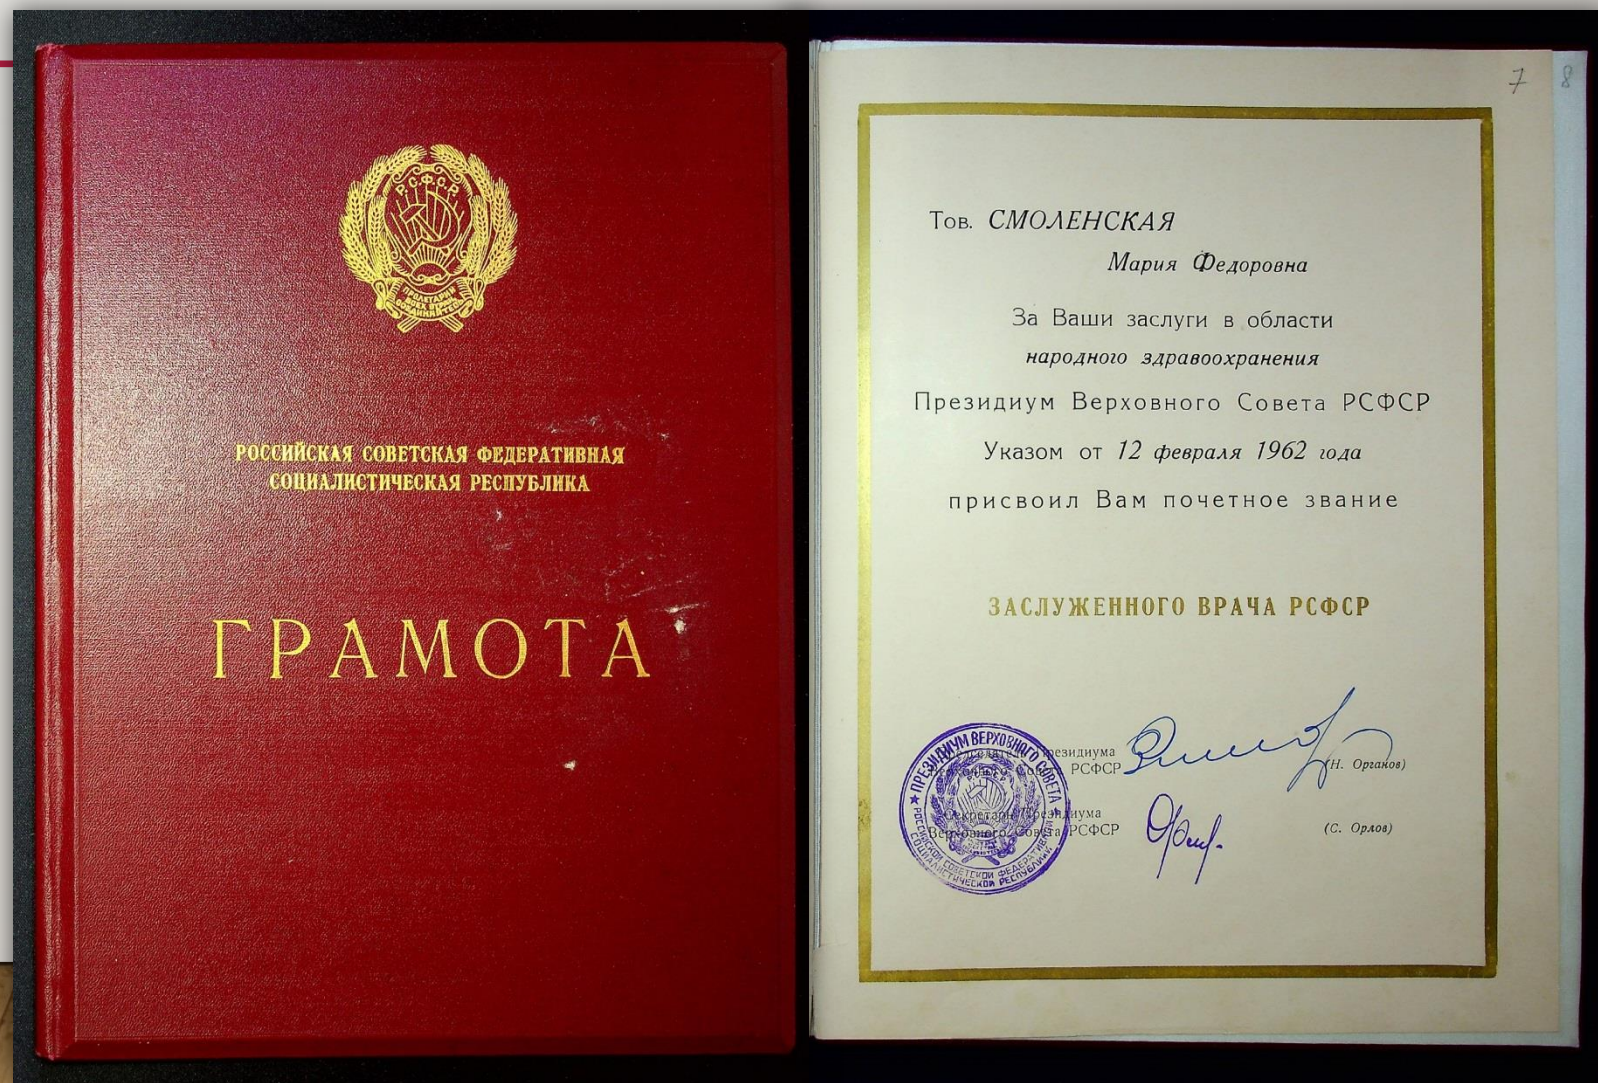 Р.С.Ф.С.Р.
ПРОЛЕТАРИИ
ВСЕХ СТРАН
СОЕДИНЯЙТЕСЬ
РОССИЙСКАЯ СОВЕТСКАЯ ФЕДЕРАТИВНАЯ
СОЦИАЛИСТИЧЕСКАЯ РЕСПУБЛИКА
ГРАМОТА
7 8
Тов. СМОЛЕНСКАЯ
Мария Федоровна
За Ваши заслуги в области
народного здравоохранения
Президиум Верховного Совета РСФСР
Указом от 12 февраля 1962 года
присвоил Вам почетное звание
ЗАСЛУЖЕННОГО ВРАЧА РСФСР
Президиума
РСФСР (Н. Органов)
Секретарь Президиума
Верховного Совета РСФСР (С. Орлов)
ПРЕЗИДИУМ ВЕРХОВНОГО СОВЕТА
РОССИЙСКОЙ СОВЕТСКОЙ ФЕДЕРАТИВНОЙ
СОЦИАЛИСТИЧЕСКОЙ РЕСПУБЛИКИ